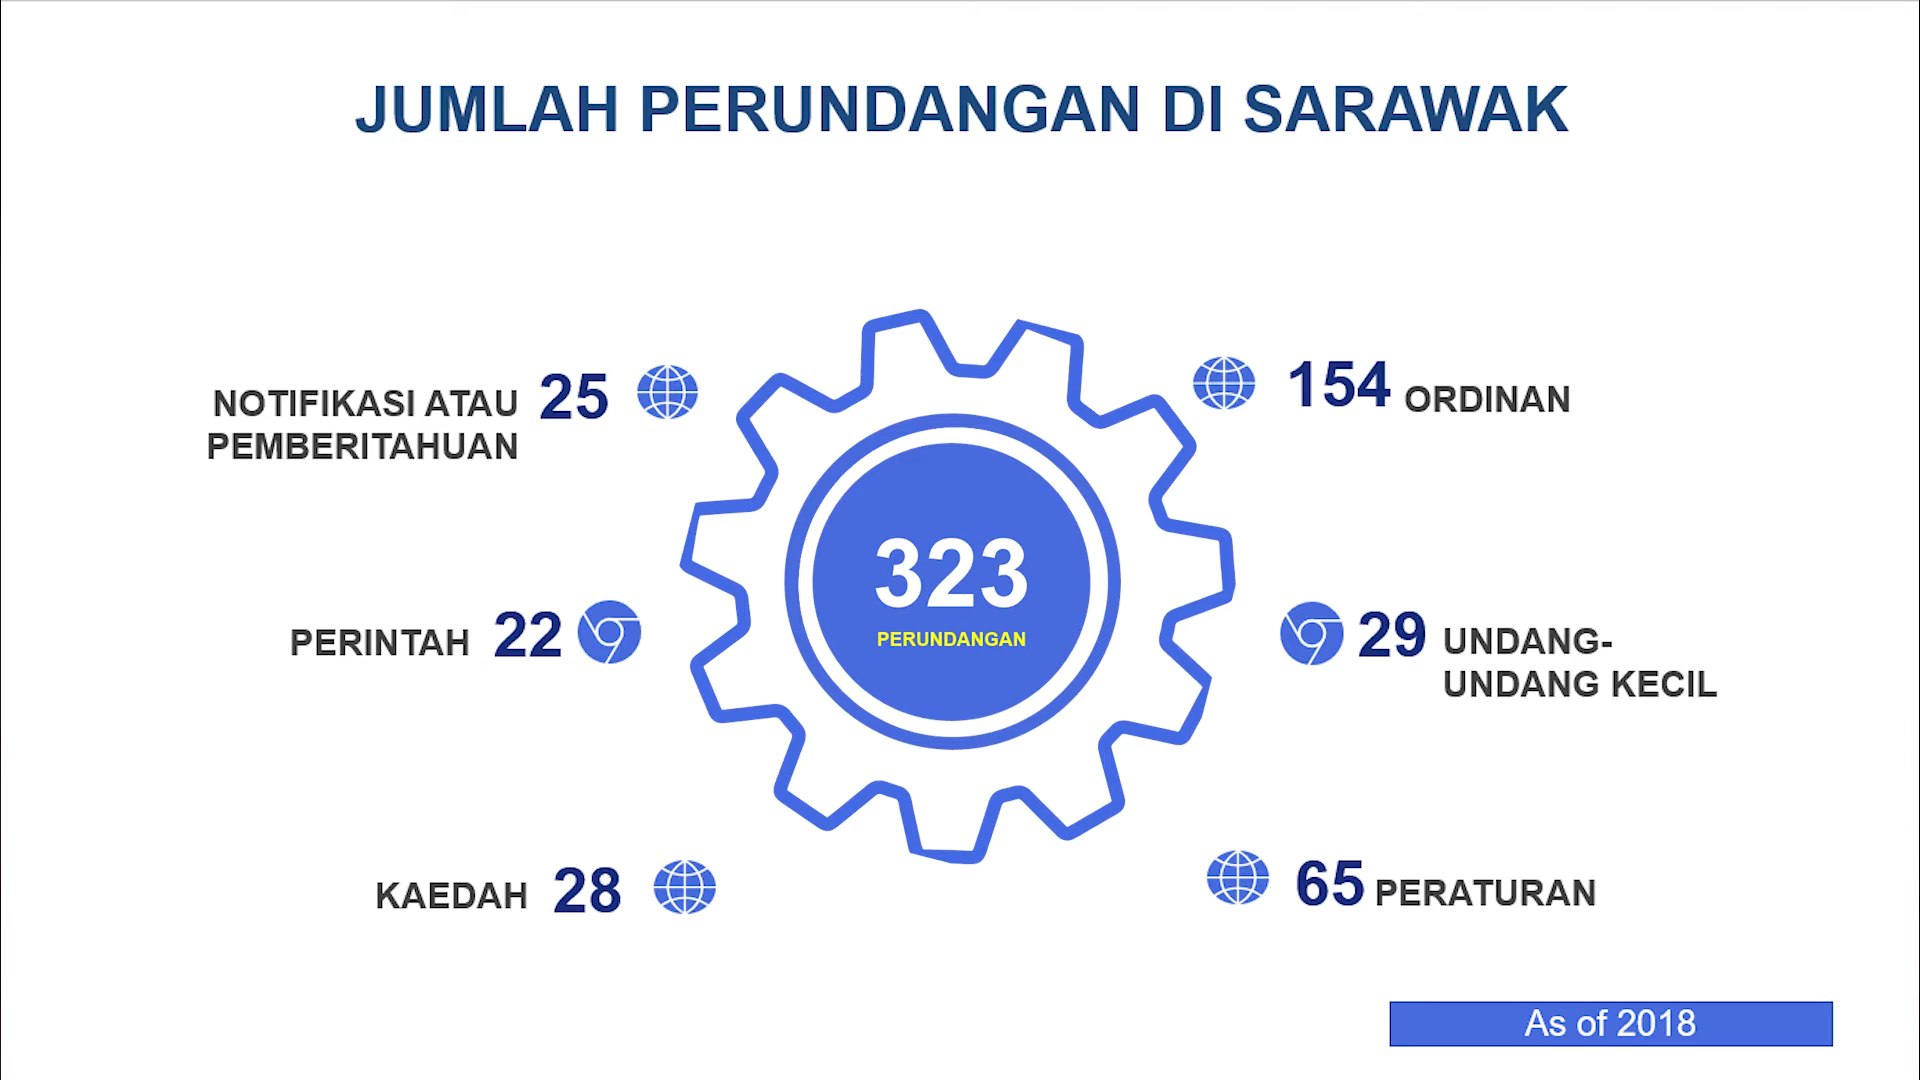 JUMLAH PERUNDANGAN DI SARAWAK
NOTIFIKASI ATAU
PEMBERITAHUAN
25
154 ORDINAN
323
PERUNDANGAN
PERINTAH 22
29 UNDANG-
UNDANG KECIL
KAEDAH 28
65 PERATURAN
As of 2018